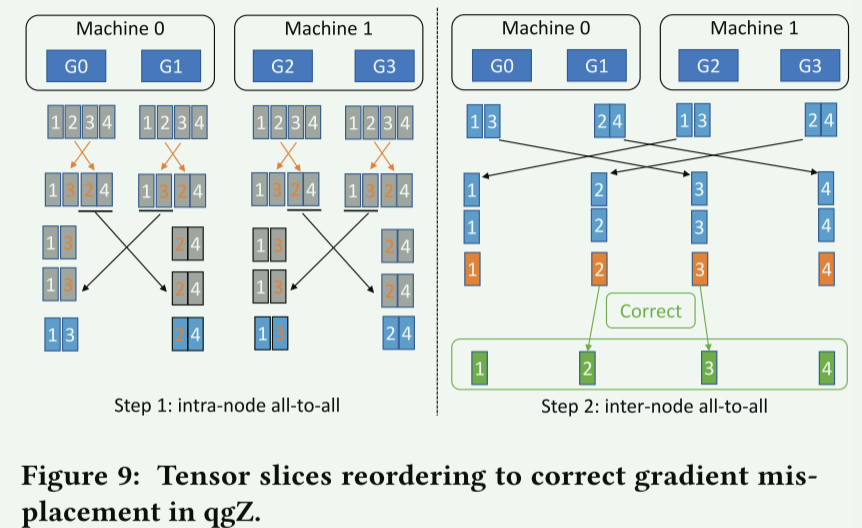 Machine 0
Machine 1
G0 G1 G2 G3
1 2 3 4 1 2 3 4 1 2 3 4 1 2 3 4
1 3 2 4 1 3 2 4 1 3 2 4 1 3 2 4
1 3 2 4 1 3 2 4
1 3 2 4 1 3 2 4
1 3 2 4 1 3 2 4
Step 1: intra-node all-to-all
Machine 0
Machine 1
G0 G1 G2 G3
1 3 2 4 1 3 2 4
1 2 3 4
1 2 3 4
1 2 3 4
Correct
1 2 3 4
Step 2: inter-node all-to-all
Figure 9: Tensor slices reordering to correct gradient mis-
placement in qgZ.